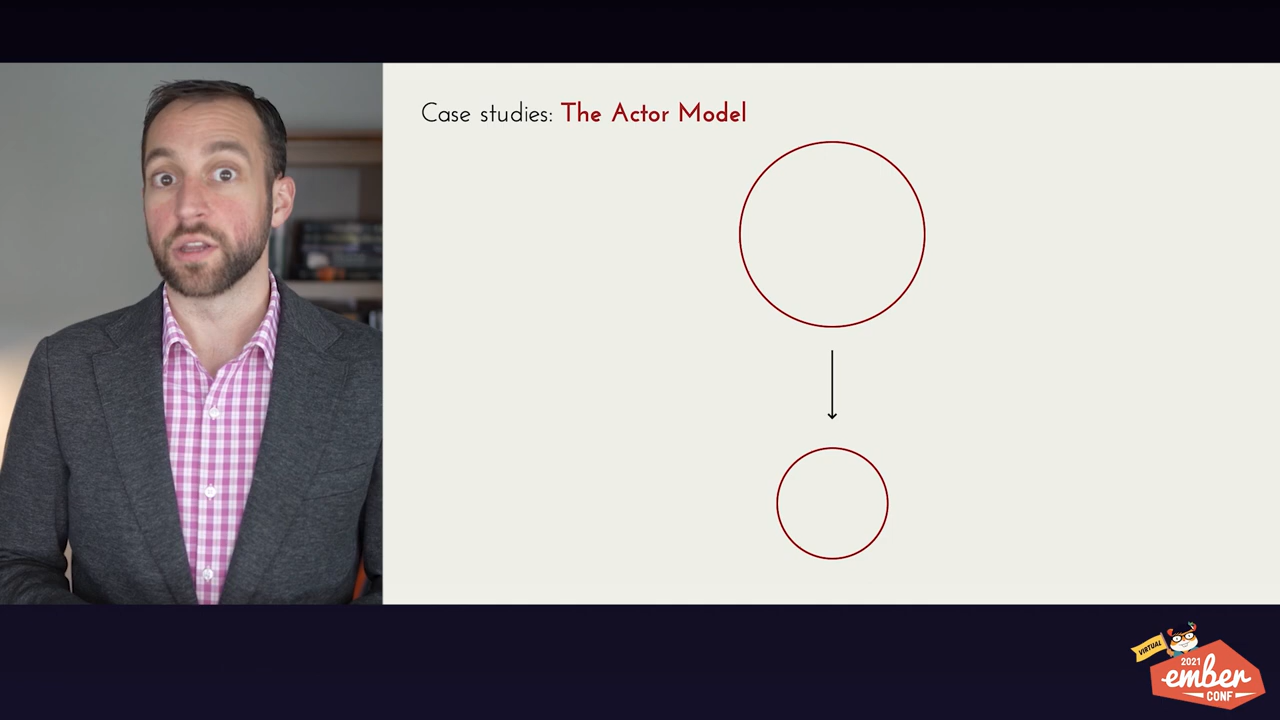 Case studies: The Actor Model
VIRTUAL
2021
ember
CONF